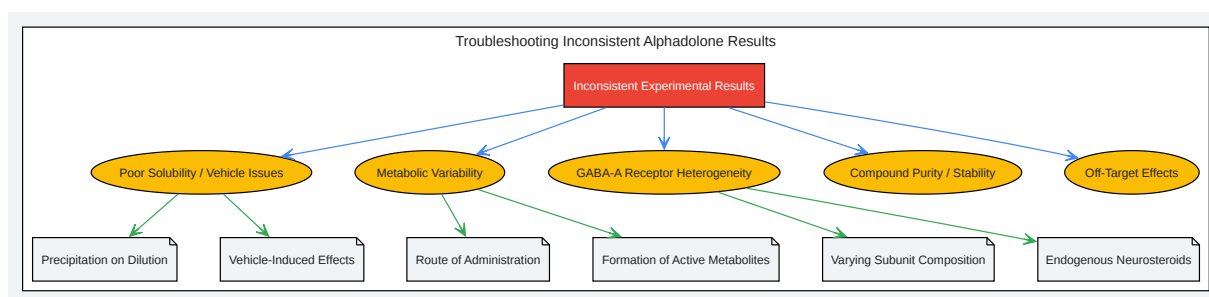 Troubleshooting Inconsistent Alphadolone Results
Inconsistent Experimental Results
Poor Solubility / Vehicle Issues
Metabolic Variability
GABA-A Receptor Heterogeneity
Compound Purity / Stability
Off-Target Effects
Precipitation on Dilution
Vehicle-Induced Effects
Route of Administration
Formation of Active Metabolites
Varying Subunit Composition
Endogenous Neurosteroids